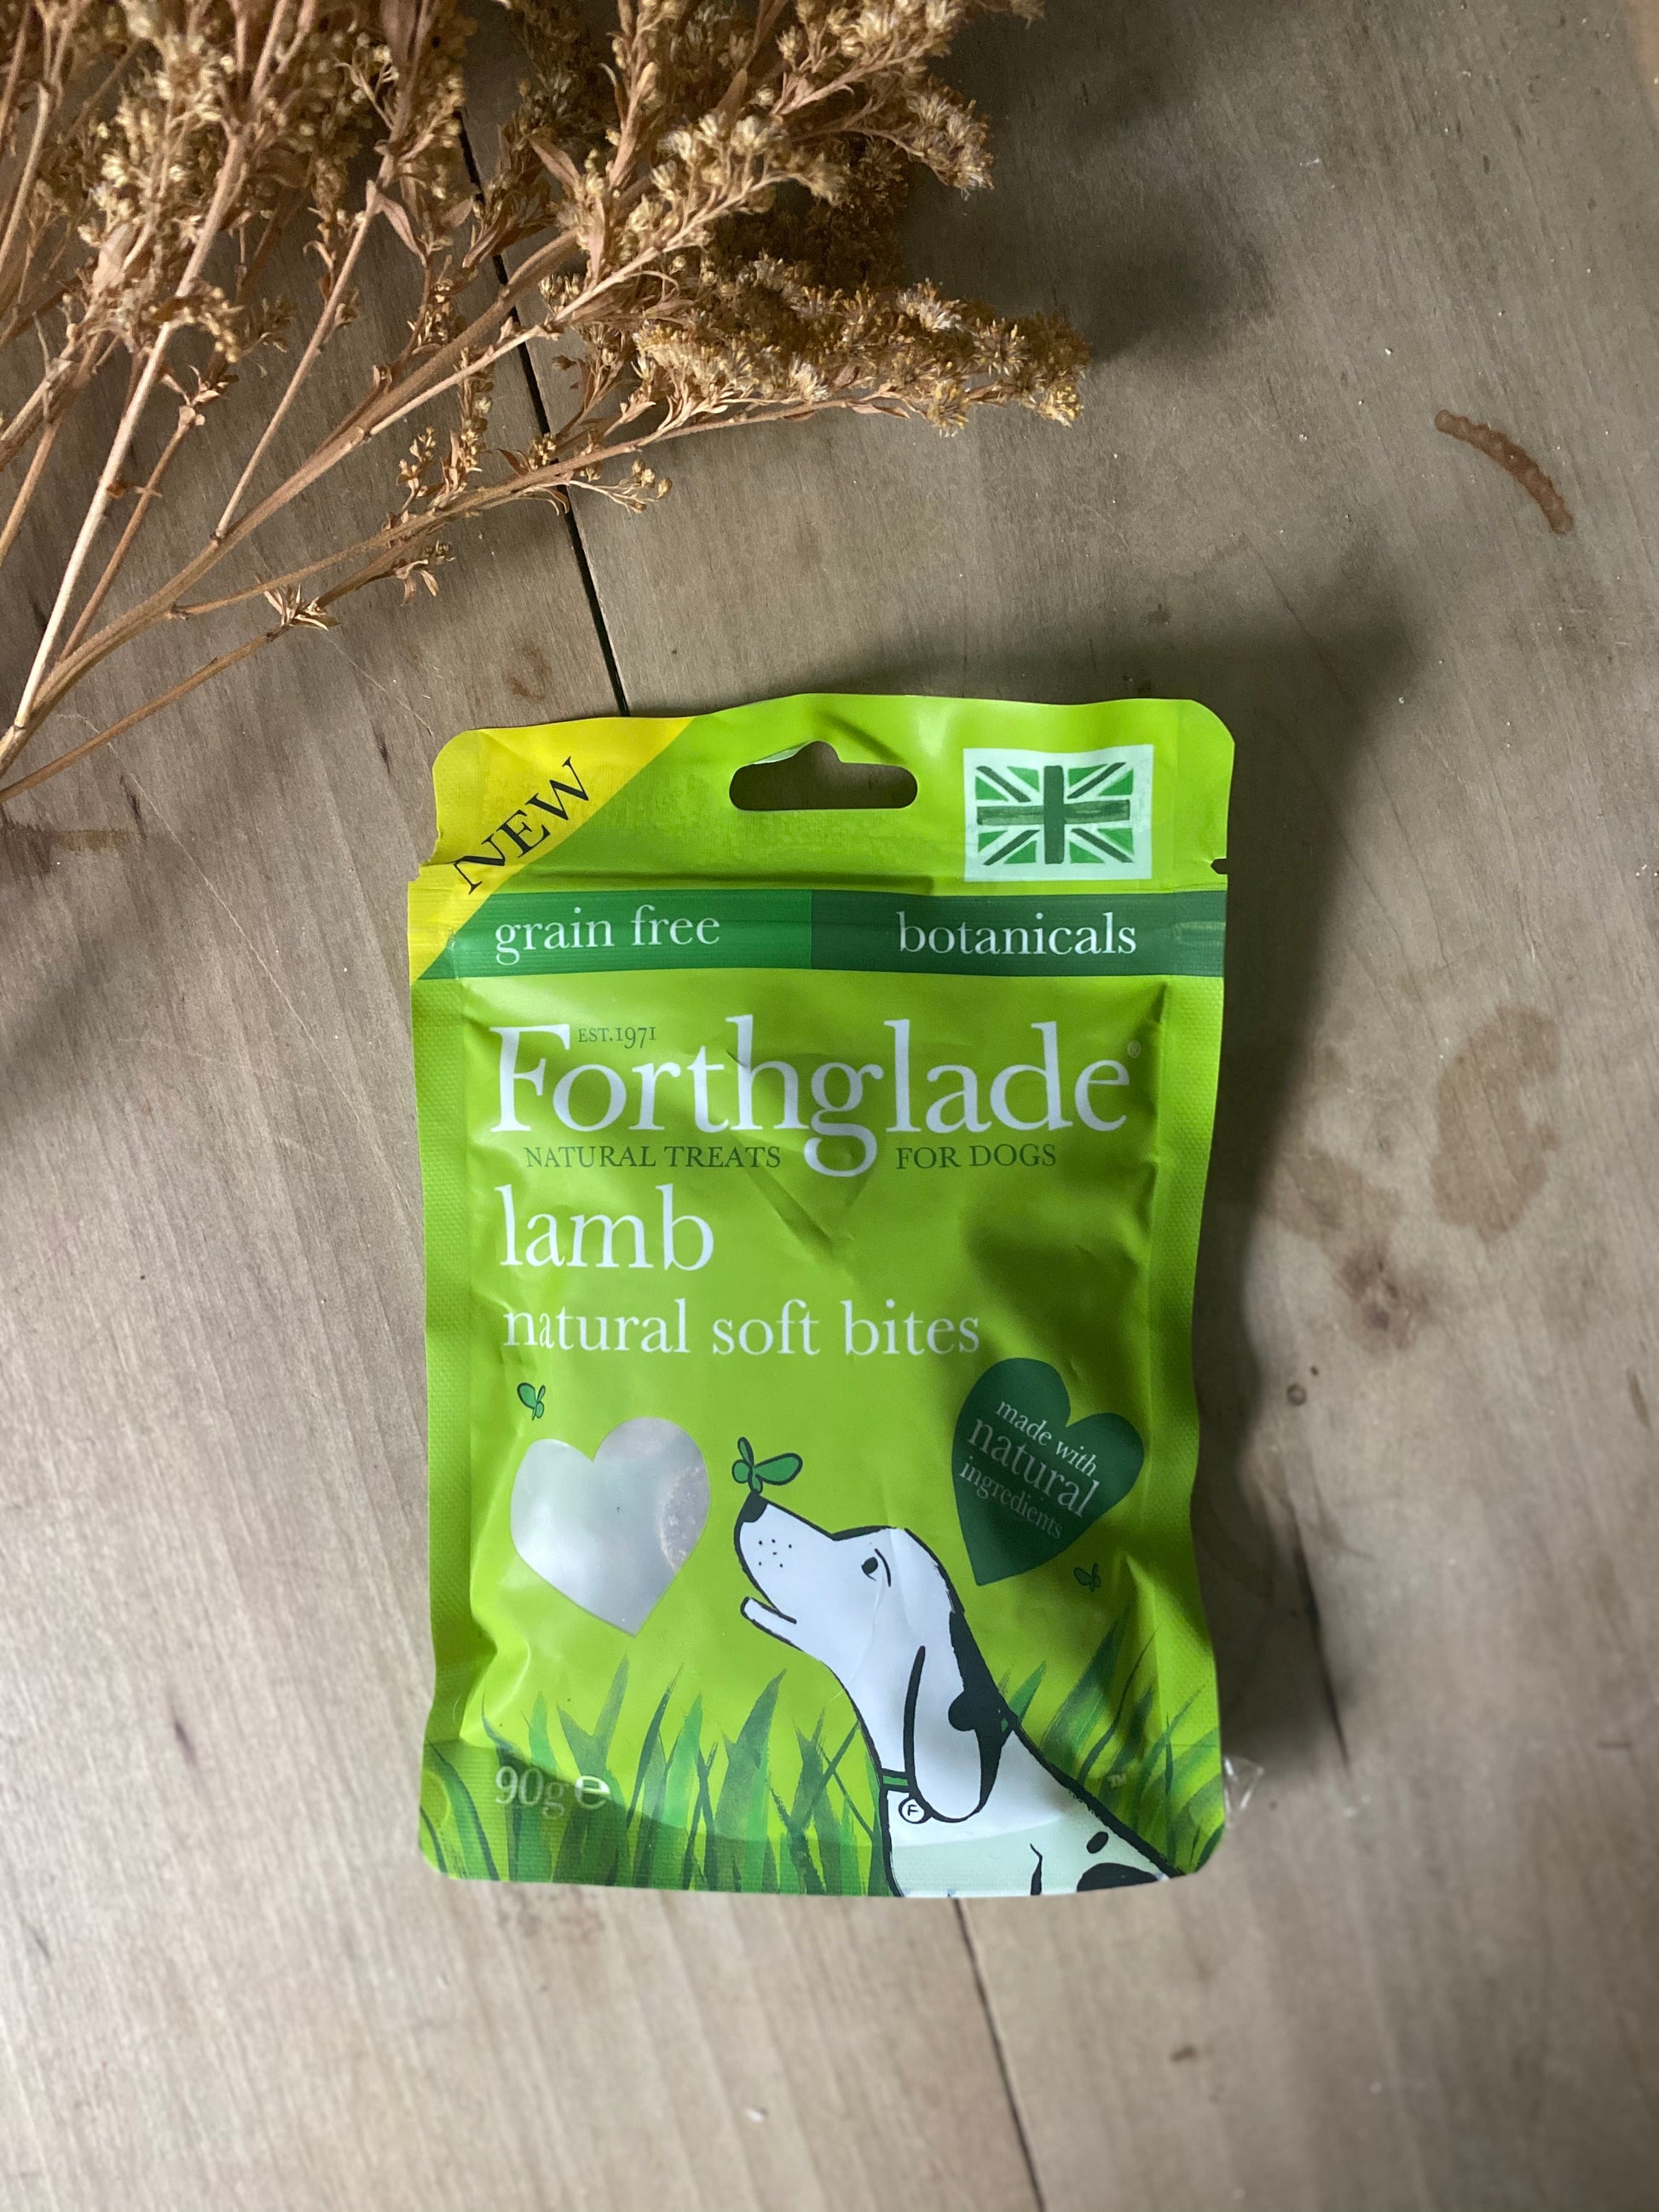 NEW
grain free botanicals
EST.1971
Forthglade®
NATURAL TREATS FOR DOGS
lamb
natural soft bites
made with
natural
ingredients
F
90g℮
™